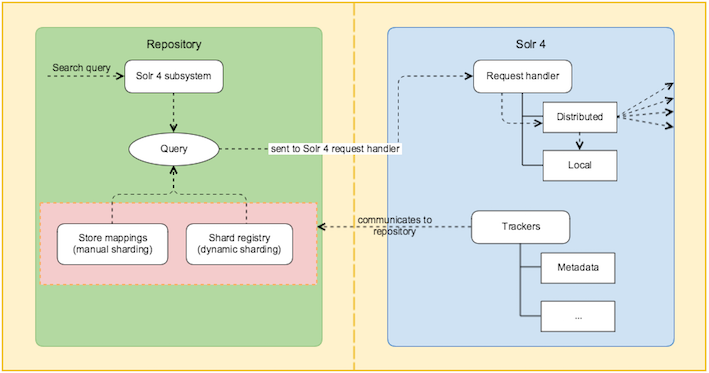 Repository
Search query
Solr 4 subsystem
Query
sent to Solr 4 request handler
Store mappings
(manual sharding)
Shard registry
(dynamic sharding)
communicates to
repository
Solr 4
Request handler
Distributed
Local
Trackers
Metadata
...